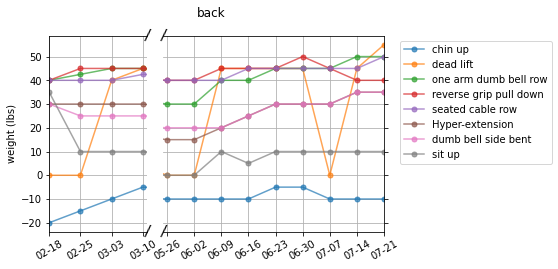 back
weight (lbs)
50
40
30
20
10
0
−10
−20
02-18 02-25 03-03 03-10 05-26 06-02 06-09 06-16 06-23 06-30 07-07 07-14 07-21
chin up
dead lift
one arm dumb bell row
reverse grip pull down
seated cable row
Hyper-extension
dumb bell side bent
sit up